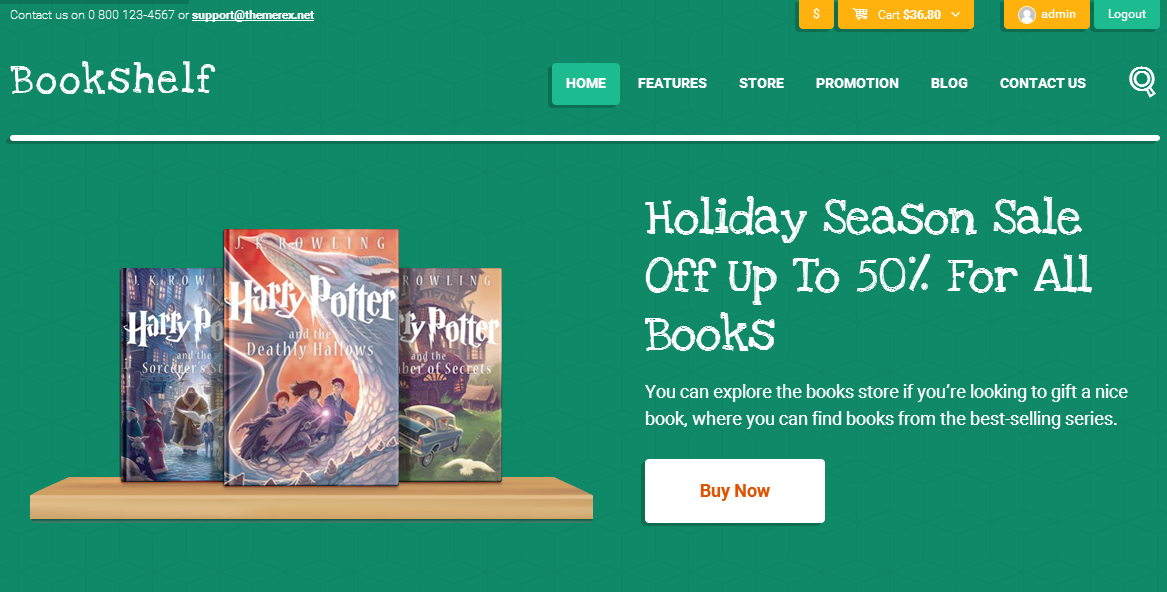 Contact us on 0 800 123-4567 or support@themerex.net
$
Cart $36.80
admin
Logout
Bookshelf
HOME
FEATURES
STORE
PROMOTION
BLOG
CONTACT US
Holiday Season Sale
Off Up To 50% For All
Books
You can explore the books store if you’re looking to gift a nice
book, where you can find books from the best-selling series.
Buy Now
J. K. ROWL
Harry Po
and the
Sorcerer's St
J. K. ROWLING
Harry Potter
and the
Deathly Hallows
ROWLING
ry Potter
and the
ber of Secrets